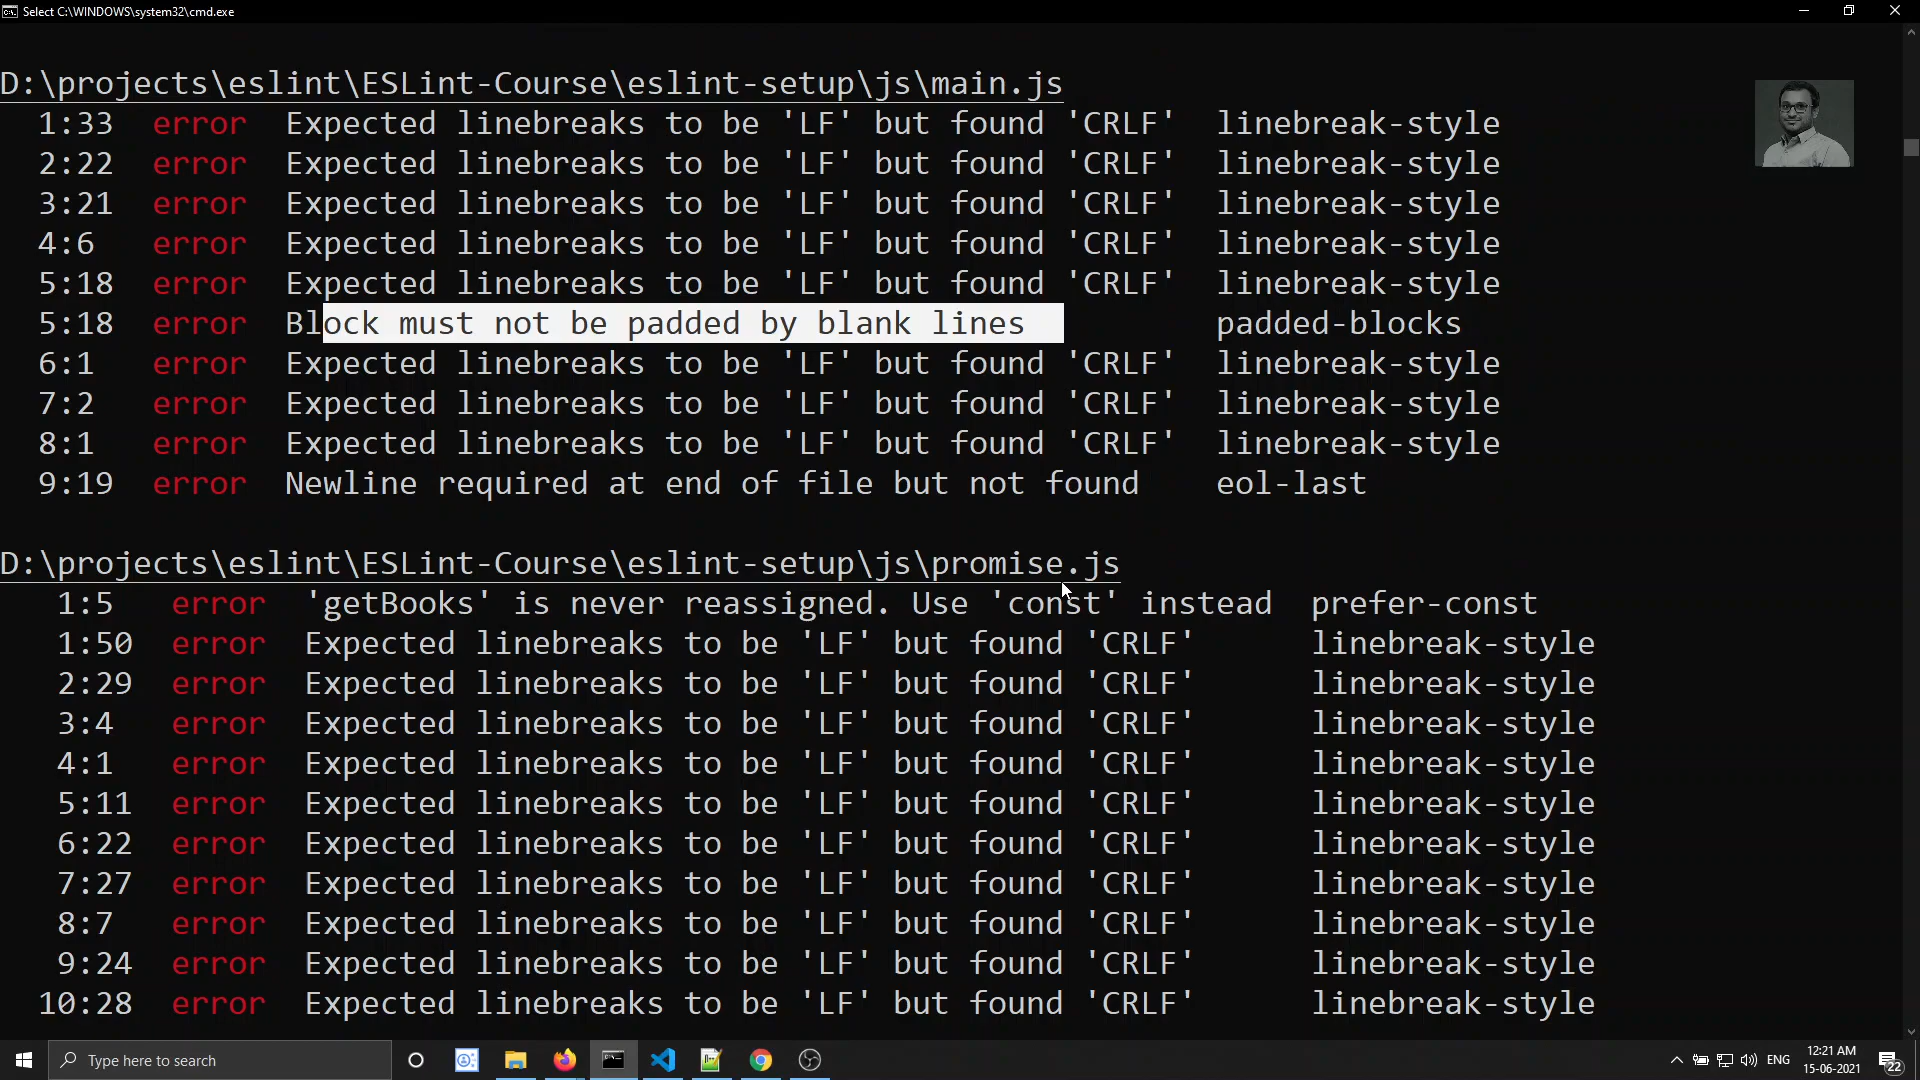 Select C:\WINDOWS\system32\cmd.exe
D:\projects\eslint\ESLint-Course\eslint-setup\js\main.js
1:33 error Expected linebreaks to be 'LF' but found 'CRLF' linebreak-style
2:22 error Expected linebreaks to be 'LF' but found 'CRLF' linebreak-style
3:21 error Expected linebreaks to be 'LF' but found 'CRLF' linebreak-style
4:6 error Expected linebreaks to be 'LF' but found 'CRLF' linebreak-style
5:18 error Expected linebreaks to be 'LF' but found 'CRLF' linebreak-style
5:18 error Block must not be padded by blank lines padded-blocks
6:1 error Expected linebreaks to be 'LF' but found 'CRLF' linebreak-style
7:2 error Expected linebreaks to be 'LF' but found 'CRLF' linebreak-style
8:1 error Expected linebreaks to be 'LF' but found 'CRLF' linebreak-style
9:19 error Newline required at end of file but not found eol-last
D:\projects\eslint\ESLint-Course\eslint-setup\js\promise.js
1:5 error 'getBooks' is never reassigned. Use 'const' instead prefer-const
1:50 error Expected linebreaks to be 'LF' but found 'CRLF' linebreak-style
2:29 error Expected linebreaks to be 'LF' but found 'CRLF' linebreak-style
3:4 error Expected linebreaks to be 'LF' but found 'CRLF' linebreak-style
4:1 error Expected linebreaks to be 'LF' but found 'CRLF' linebreak-style
5:11 error Expected linebreaks to be 'LF' but found 'CRLF' linebreak-style
6:22 error Expected linebreaks to be 'LF' but found 'CRLF' linebreak-style
7:27 error Expected linebreaks to be 'LF' but found 'CRLF' linebreak-style
8:7 error Expected linebreaks to be 'LF' but found 'CRLF' linebreak-style
9:24 error Expected linebreaks to be 'LF' but found 'CRLF' linebreak-style
10:28 error Expected linebreaks to be 'LF' but found 'CRLF' linebreak-style
Type here to search
ENG
12:21 AM
15-06-2021
22